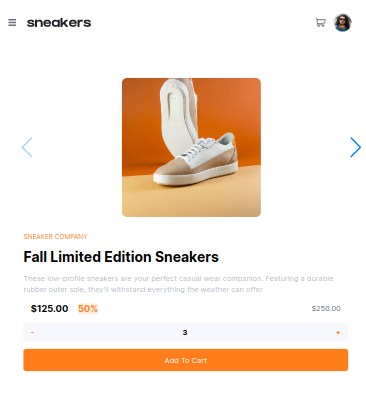 sneakers
SNEAKER COMPANY
Fall Limited Edition Sneakers
These low-profile sneakers are your perfect casual wear companion. Featuring a durable
rubber outer sole, they'll withstand everything the weather can offer
$125.00 50% $250.00
- 3 +
Add To Cart